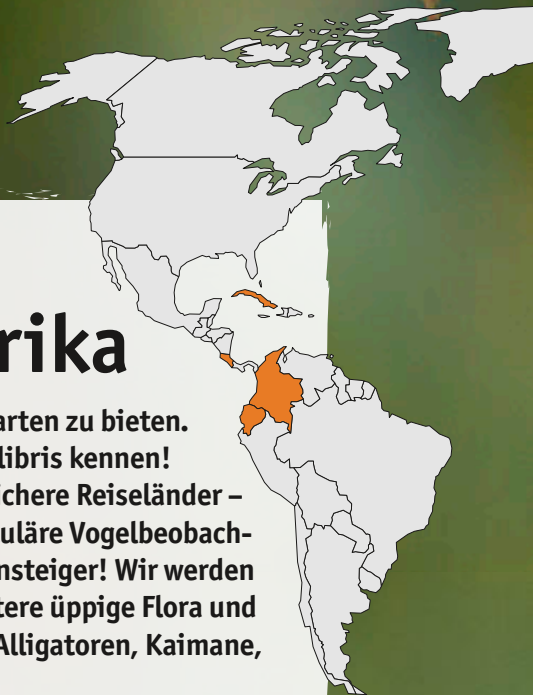 rika
arten zu bieten.
libris kennen!
ichere Reiseländer –
uläre Vogelbeobach-
nsteiger! Wir werden
tere üppige Flora und
Alligatoren, Kaimane,